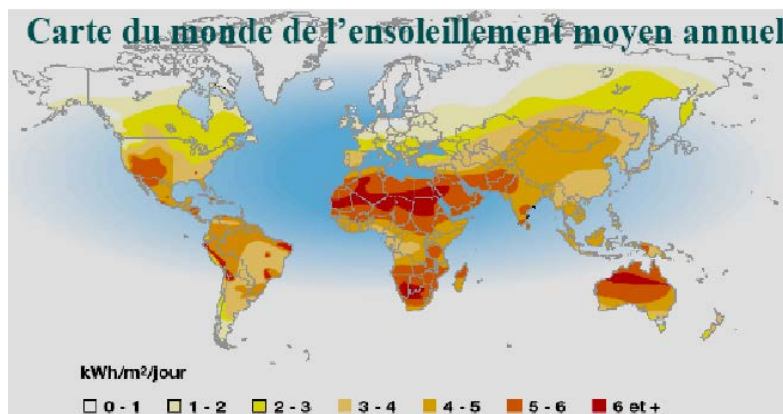 Carte du monde de l'ensoleillement moyen annuel
kWh/m²/jour
0 - 1 1 - 2 2 - 3 3 - 4 4 - 5 5 - 6 6 et +